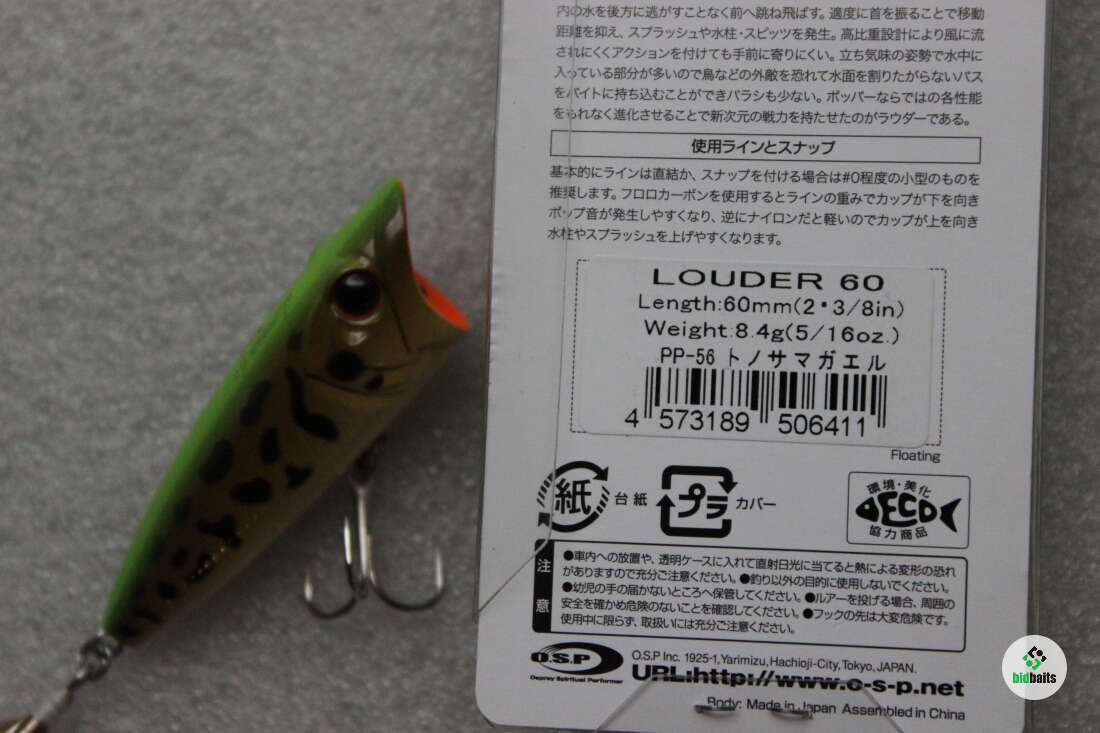 内の水を後方に逃がすことなく前へ跳ね飛ばす。適度に首を振ることで移動
距離を抑え、スプラッシュや水柱・スピッツを発生。高比重設計により風に流
されにくくアクションを付けても手前に寄りにくい。立ち気味の姿勢で水中に
入っている部分が多いので鳥などの外敵を恐れて水面を割りたがらないバス
をバイトに持ち込むことができバラシも少ない。ポッパーならではの各性能
をもれなく進化させることで新次元の戦力を持たせたのがラウダーである。
使用ラインとスナップ
基本的にラインは直結か、スナップを付ける場合は#0程度の小型のものを
推奨します。フロロカーボンを使用するとラインの重みでカップが下を向き
ポップ音が発生しやすくなり、逆にナイロンだと軽いのでカップが上を向き
水柱やスプラッシュを上げやすくなります。
LOUDER 60
Length:60mm(2・3/8in)
Weight:8.4g(5/16oz.)
PP-56 トノサマガエル
4 573189 506411
Floating
紙 台紙 プラ カバー
環境・美化
ECO
協力商品
注意
●車内への放置や、透明ケースに入れて直射日光に当てると熱による変形の恐れ
がありますので充分ご注意ください。●釣り以外の目的に使用しないでください。
●幼児の手の届かないところへ保管してください。●ルアーを投げる場合、周囲の
安全を確かめ危険のないことを確認してください。●フックの先は大変危険です。
使用中に限らず、取扱いには充分ご注意ください。
O.S.P
Osprey Spiritual Performer
O.S.P Inc. 1925-1, Yarimizu, Hachioji-City, Tokyo, JAPAN.
URL:http://www.o-s-p.net
Body: Made in Japan Assembled in China
bidbaits